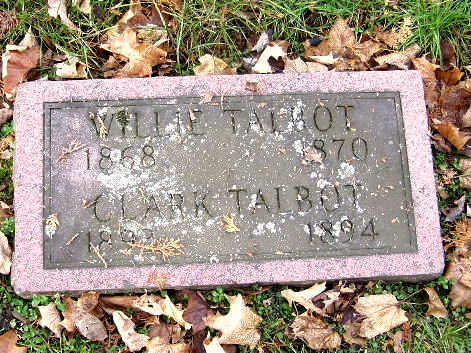 WILLIE TALBOT
1868 1870
CLARK TALBOT
1894